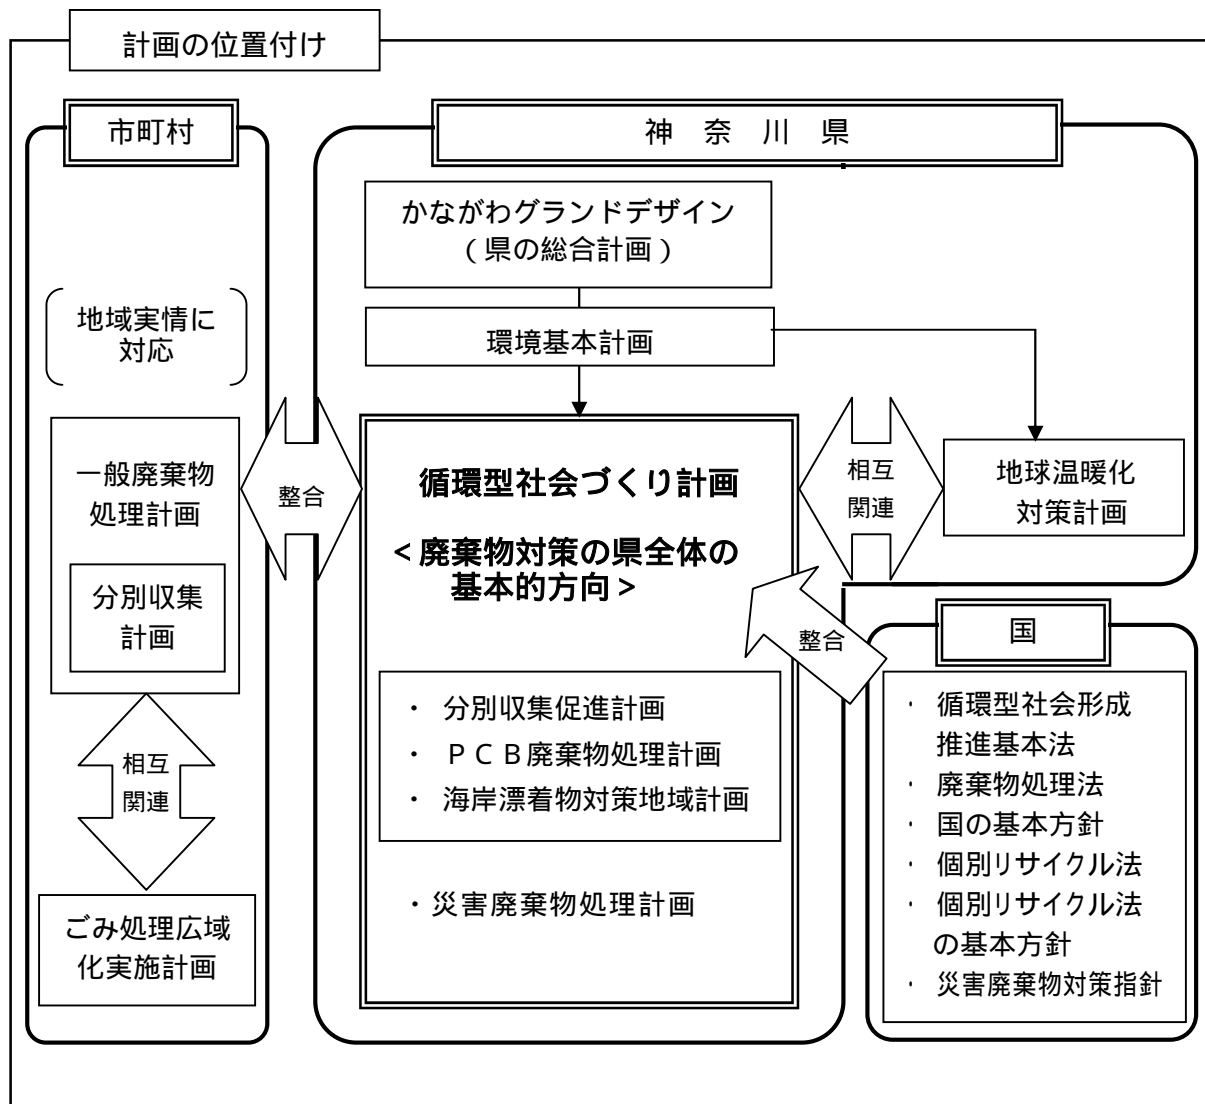 計画の位置付け
市町村
地域実情に
対応
一般廃棄物
処理計画
分別収集
計画
相互
関連
ごみ処理広域
化実施計画
整合
神 奈 川 県
かながわグランドデザイン
(県の総合計画)
環境基本計画
循環型社会づくり計画
<廃棄物対策の県全体の
基本的方向>
・ 分別収集促進計画
・ PCB廃棄物処理計画
・ 海岸漂着物対策地域計画
・災害廃棄物処理計画
相互
関連
地球温暖化
対策計画
整合
国
・ 循環型社会形成
推進基本法
・ 廃棄物処理法
・ 国の基本方針
・ 個別リサイクル法
・ 個別リサイクル法
の基本方針
・ 災害廃棄物対策指針